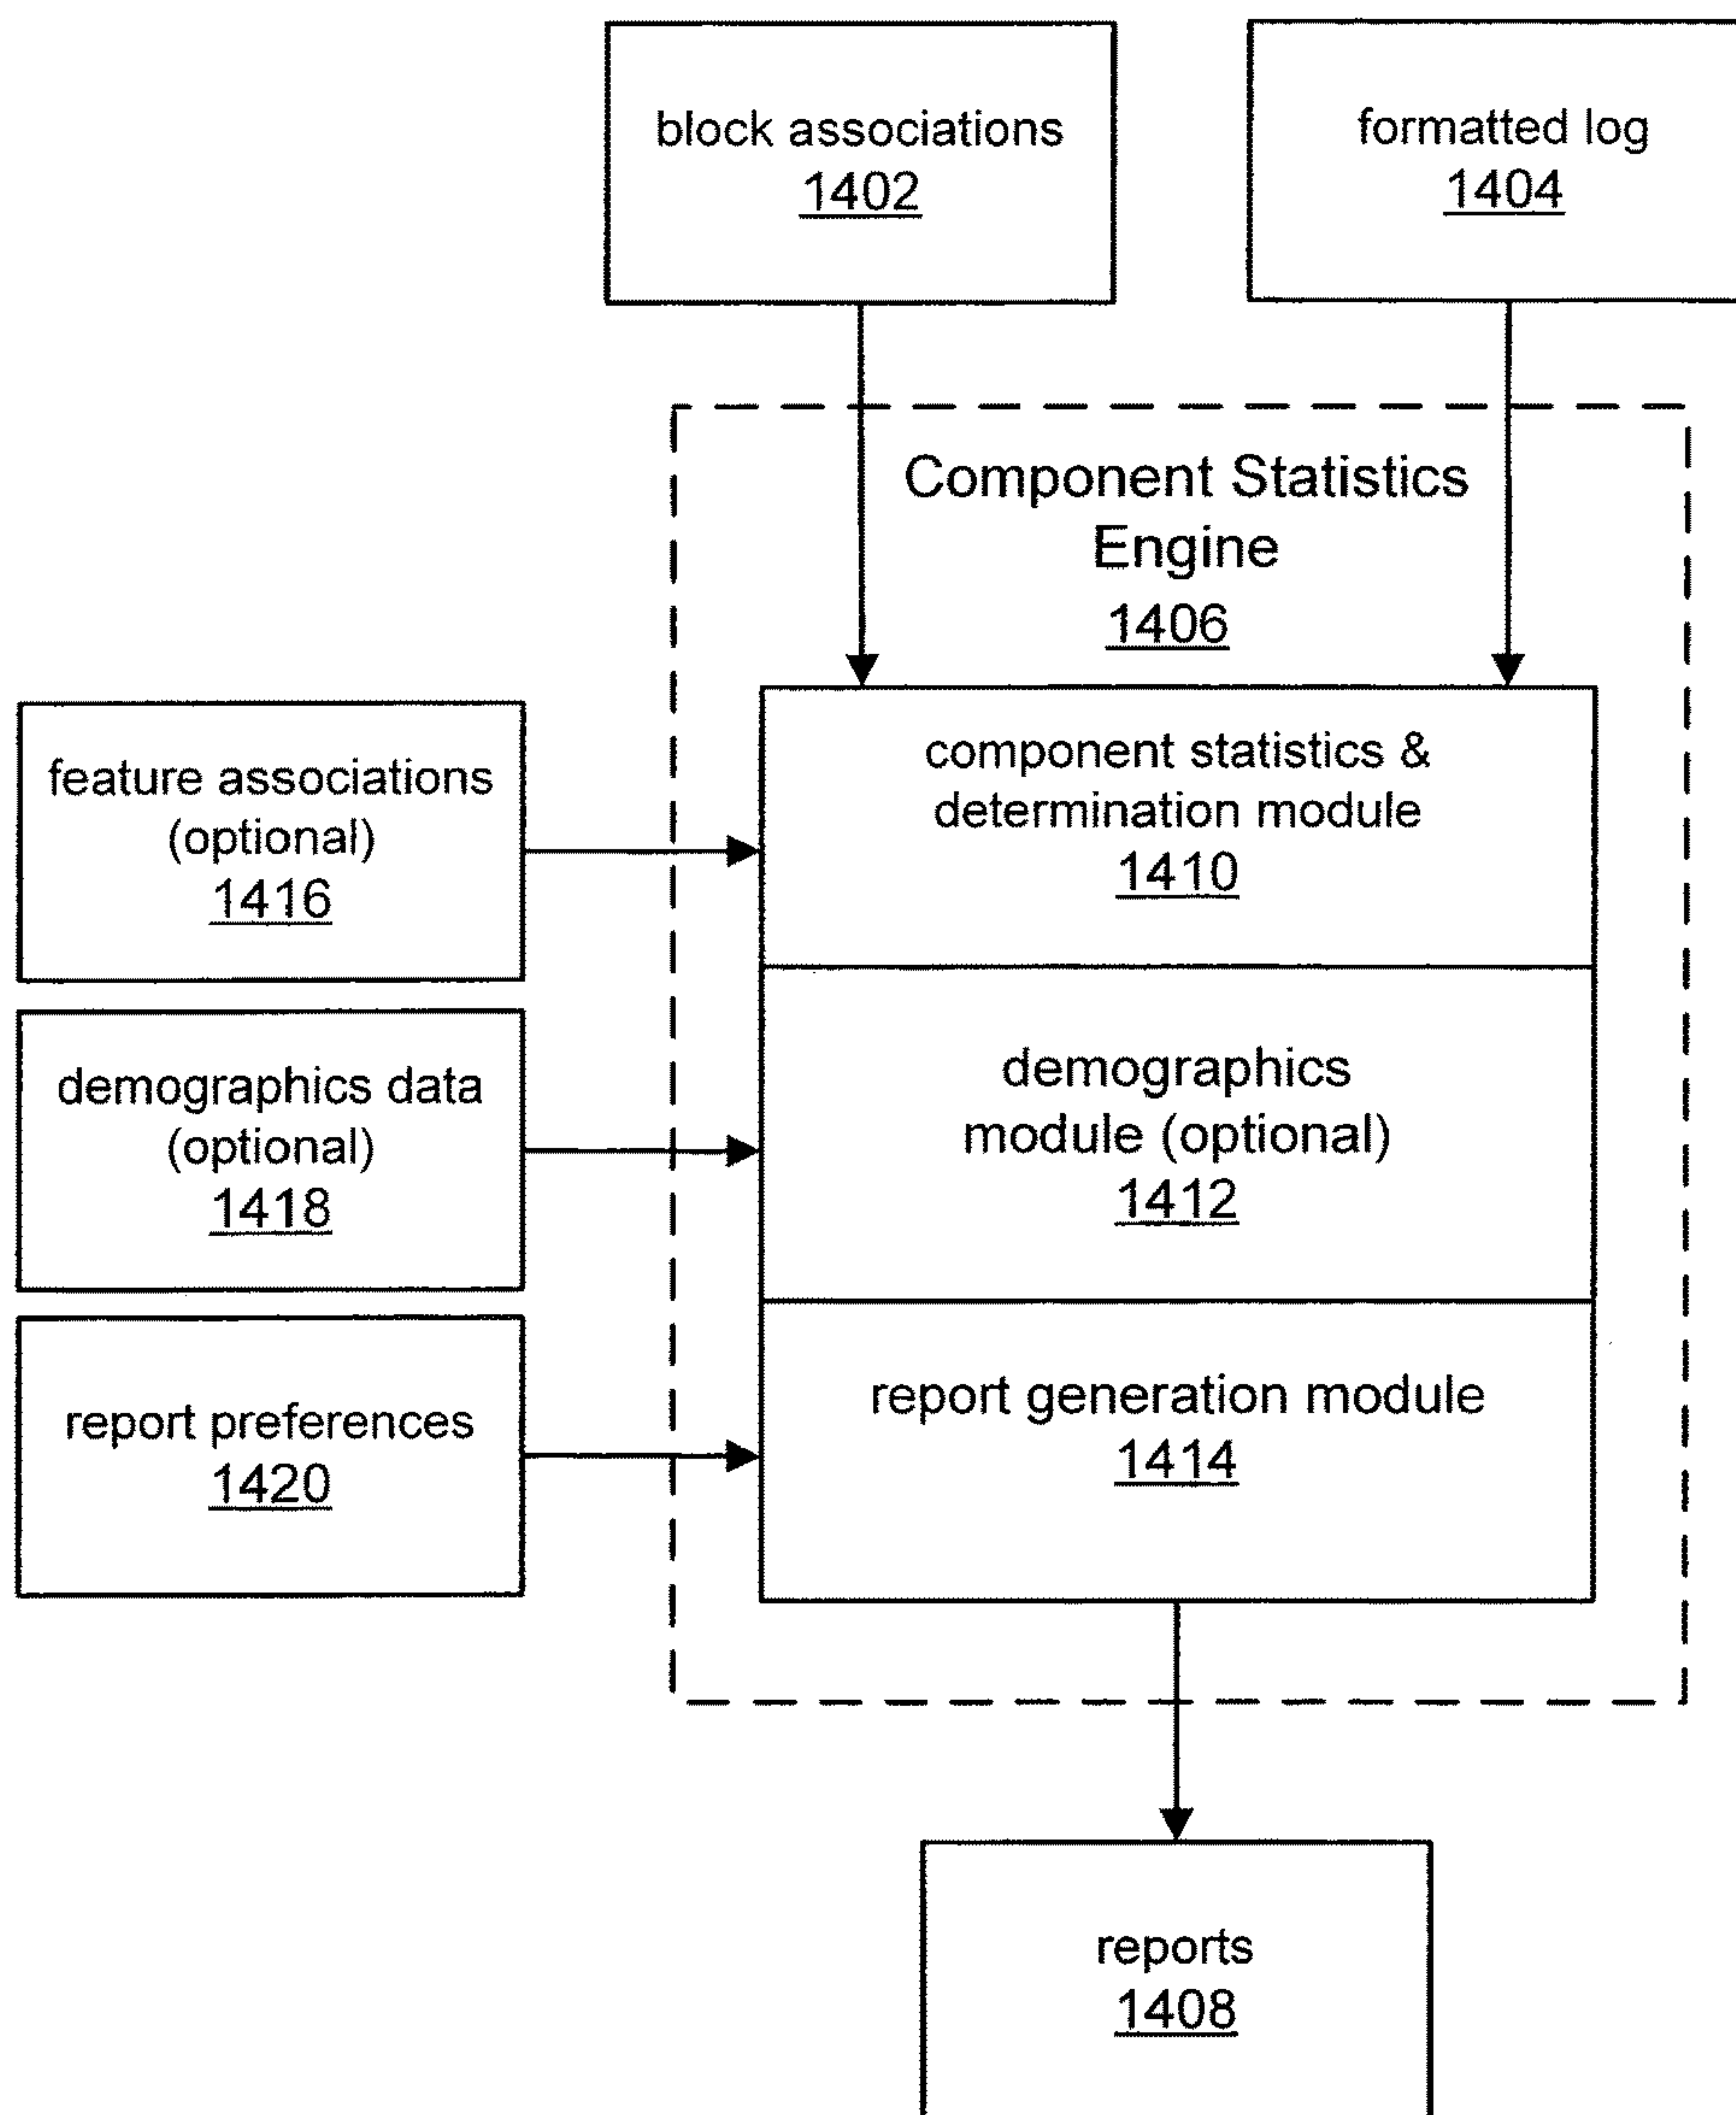 block associations
1402
formatted log
1404
Component Statistics
Engine
1406
feature associations
(optional)
1416
component statistics &
determination module
1410
demographics data
(optional)
1418
demographics
module (optional)
1412
report preferences
1420
report generation module
1414
reports
1408